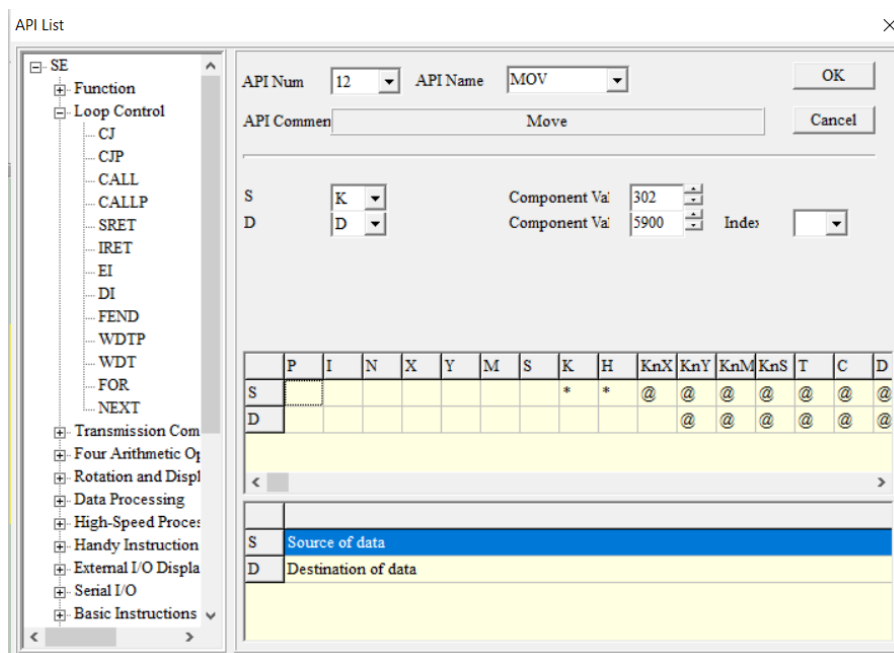 API List
SE
Function
Loop Control
CJ
CJP
CALL
CALLP
SRET
IRET
EI
DI
FEND
WDTP
WDT
FOR
NEXT
Transmission Com
Four Arithmetic Op
Rotation and Displ
Data Processing
High-Speed Proces
Handy Instruction
External I/O Displa
Serial I/O
Basic Instructions
API Num 12 API Name MOV OK
API Commen Move Cancel
S K Component Val 302
D D Component Val 5900 Index
P I N X Y M S K H KnX KnY KnM KnS T C D
S * * @ @ @ @ @ @ @
D @ @ @ @ @ @
S Source of data
D Destination of data